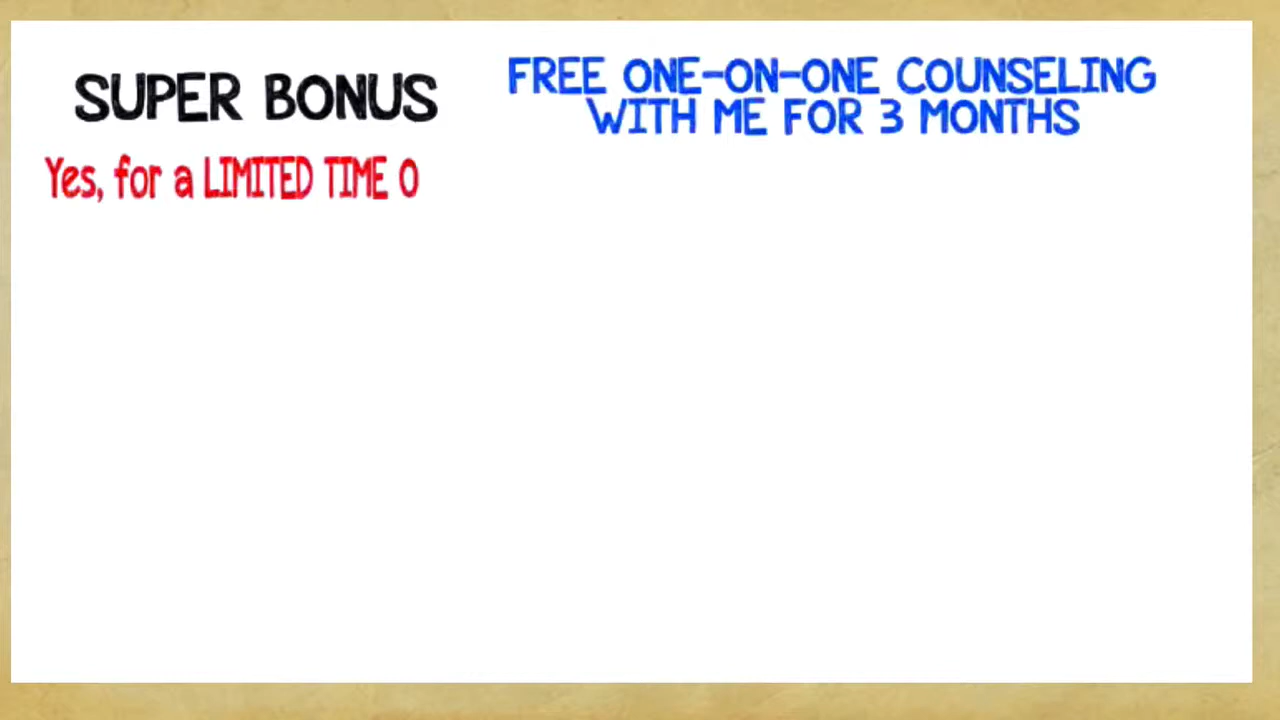 SUPER BONUS
FREE ONE-ON-ONE COUNSELING
WITH ME FOR 3 MONTHS
Yes, for a LIMITED TIME O